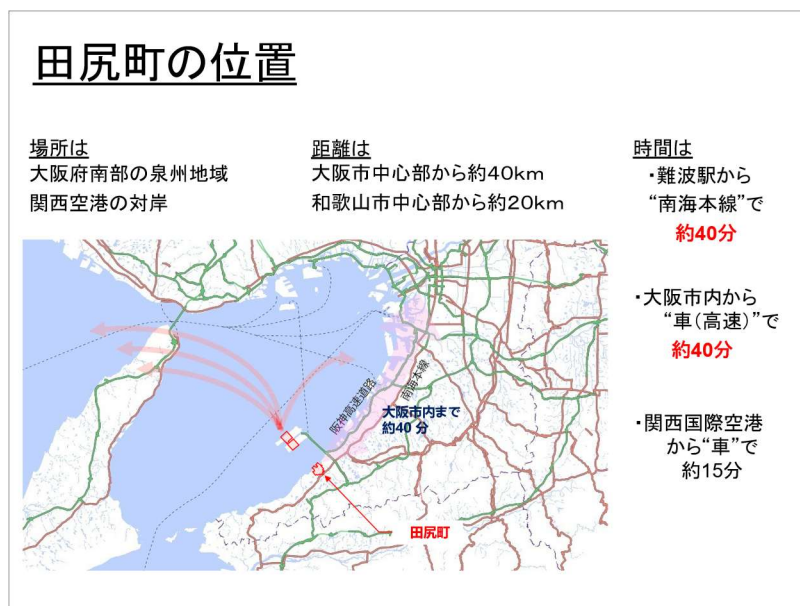 田尻町の位置
場所は
大阪府南部の泉州地域
関西空港の対岸
距離は
大阪市中心部から約40km
和歌山市中心部から約20km
時間は
・難波駅から
“南海本線”で
約40分
・大阪市内から
“車(高速)”で
約40分
・関西国際空港
から“車”で
約15分
阪神高速道路
南海本線
大阪市内まで
約40 分
田尻町